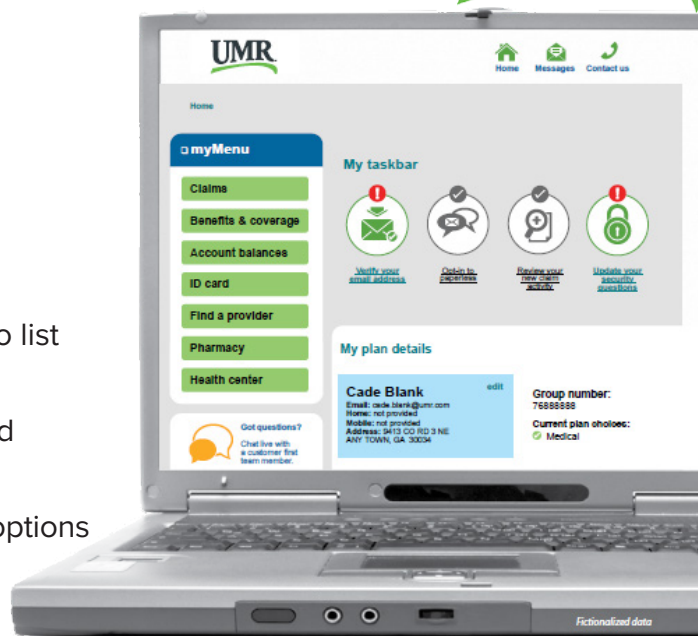 UMR
Home Messages Contact us
Home
myMenu
Claims
Benefits & coverage
Account balances
ID card
Find a provider
Pharmacy
Health center
Got questions?
Chat live with
a customer first
team member.
My taskbar
Verify your
email address
Opt-in to
paperless
Review your
new claim
activity
Update your
security
questions
My plan details
Cade Blank
edit
Email: cade.blank@umr.com
Home: not provided
Mobile: not provided
Address: 9413 CO RD 3 NE
ANY TOWN, GA 30034
Group number:
76888888
Current plan choices:
Medical
o list
d
options
Fictionalized data